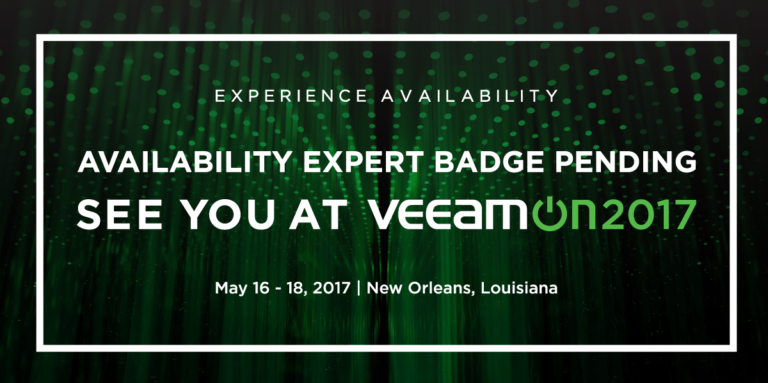 EXPERIENCE AVAILABILITY
AVAILABILITY EXPERT BADGE PENDING
SEE YOU AT veeamON2017
May 16 - 18, 2017 | New Orleans, Louisiana